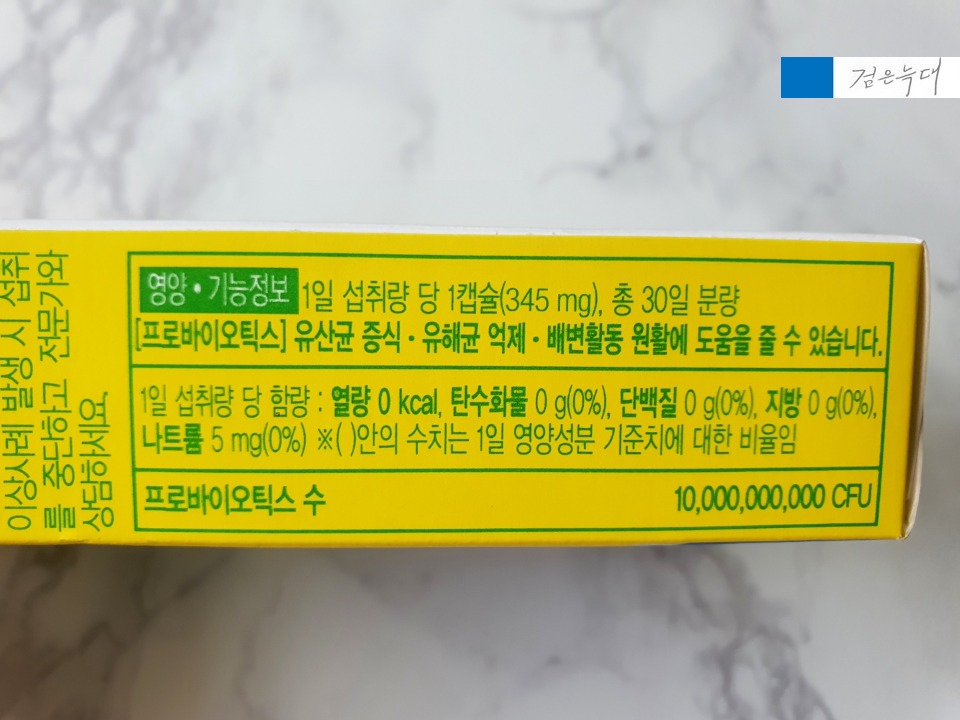 검은늑대
이상사례 발생 시 섭취
를 중단하고 전문가와
상담하세요.
영양•기능정보 1일 섭취량 당 1캡슐(345 mg), 총 30일 분량
[프로바이오틱스] 유산균 증식•유해균 억제•배변활동 원활에 도움을 줄 수 있습니다.
1일 섭취량 당 함량 : 열량 0 kcal, 탄수화물 0 g(0%), 단백질 0 g(0%), 지방 0 g(0%),
나트륨 5 mg(0%) ※( )안의 수치는 1일 영양성분 기준치에 대한 비율임
프로바이오틱스 수 10,000,000,000 CFU